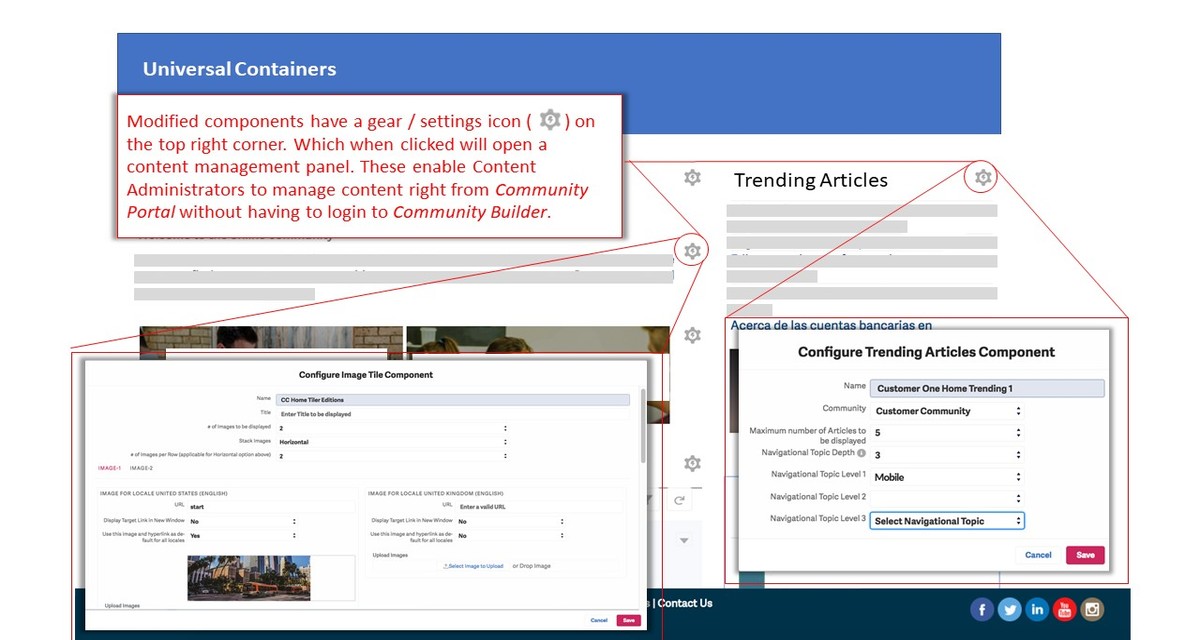 Universal Containers
Modified components have a gear / settings icon ( ) on
the top right corner. Which when clicked will open a
content management panel. These enable Content
Administrators to manage content right from Community
Portal without having to login to Community Builder.
Trending Articles
Acerca de las cuentas bancarias en
Configure Image Tile Component
Name CC Home Tiler Editions
Title Enter Title to be displayed
# of Images to be displayed 2
Stack Images Horizontal
# of Images per Row (applicable for Horizontal option above) 2
IMAGE-1 IMAGE-2
IMAGE FOR LOCALE UNITED STATES (ENGLISH)
URL start
Display Target Link in New Window No
Use this image and hyperlink as de-
fault for all locales Yes
Upload Images
IMAGE FOR LOCALE UNITED KINGDOM (ENGLISH)
URL Enter a valid URL
Display Target Link in New Window No
Use this image and hyperlink as de-
fault for all locales No
Upload Images
Select Image to Upload or Drop Image
Cancel Save
Configure Trending Articles Component
Name Customer One Home Trending 1
Community Customer Community
Maximum number of Articles to
be displayed 5
Navigational Topic Depth 3
Navigational Topic Level 1 Mobile
Navigational Topic Level 2
Navigational Topic Level 3 Select Navigational Topic
Cancel Save
| Contact Us
f in You Tube